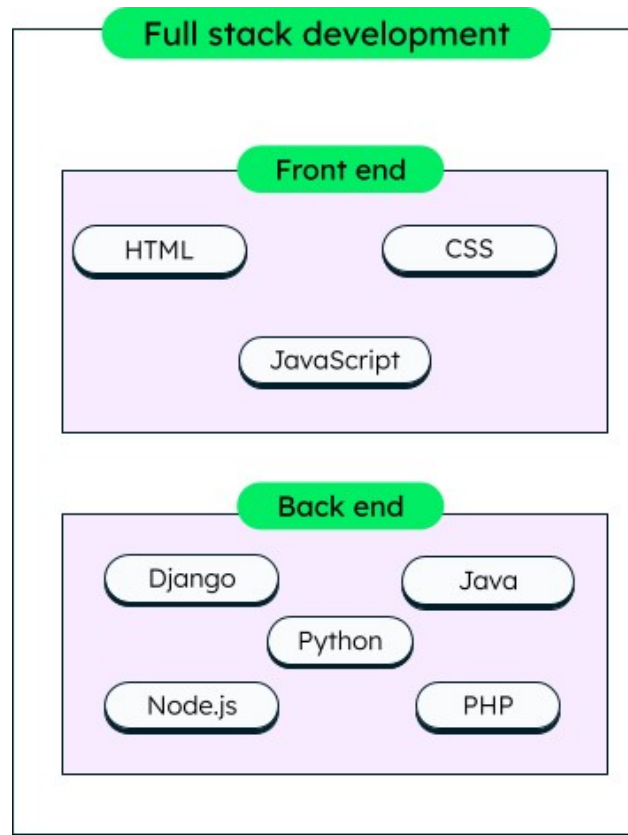 Full stack development
Front end
HTML
CSS
JavaScript
Back end
Django
Java
Python
Node.js
PHP